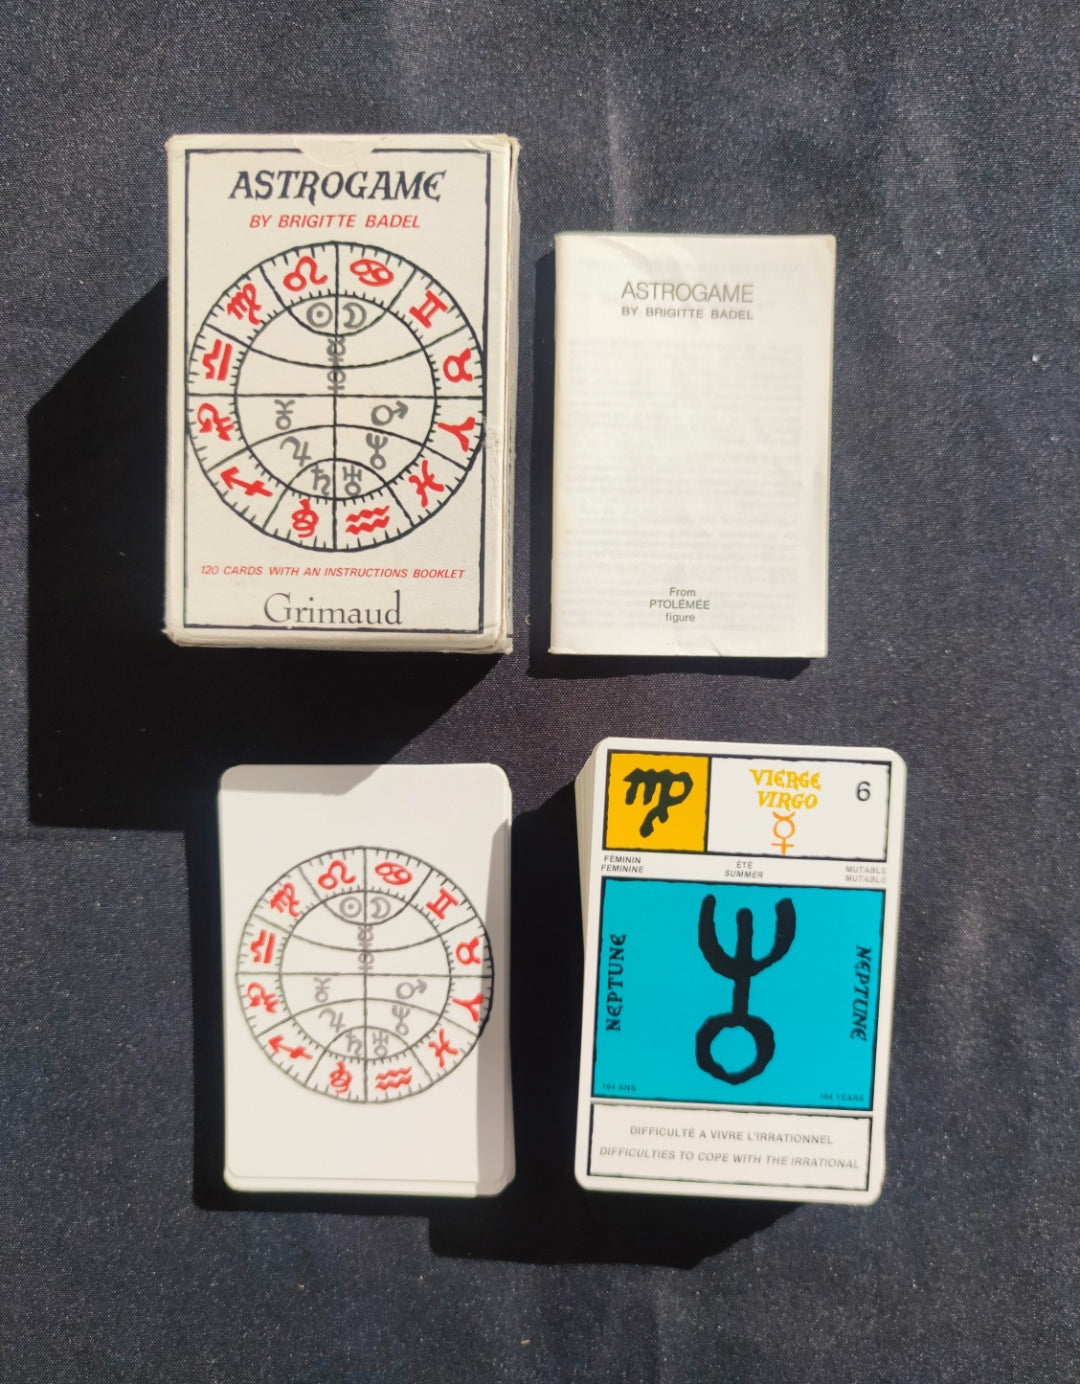 ASTROGAME
BY BRIGITTE BADEL
120 CARDS WITH AN INSTRUCTIONS BOOKLET
Grimaud
ASTROGAME
BY BRIGITTE BADEL
From
PTOLÉMÉE
figure
VIERGE
VIRGO
6
FÉMININ
FEMININE
ÉTÉ
SUMMER
MUTABLE
MUTABLE
NEPTUNE
NEPTUNE
164 ANS
164 YEARS
DIFFICULTÉ A VIVRE L'IRRATIONNEL
DIFFICULTIES TO COPE WITH THE IRRATIONAL